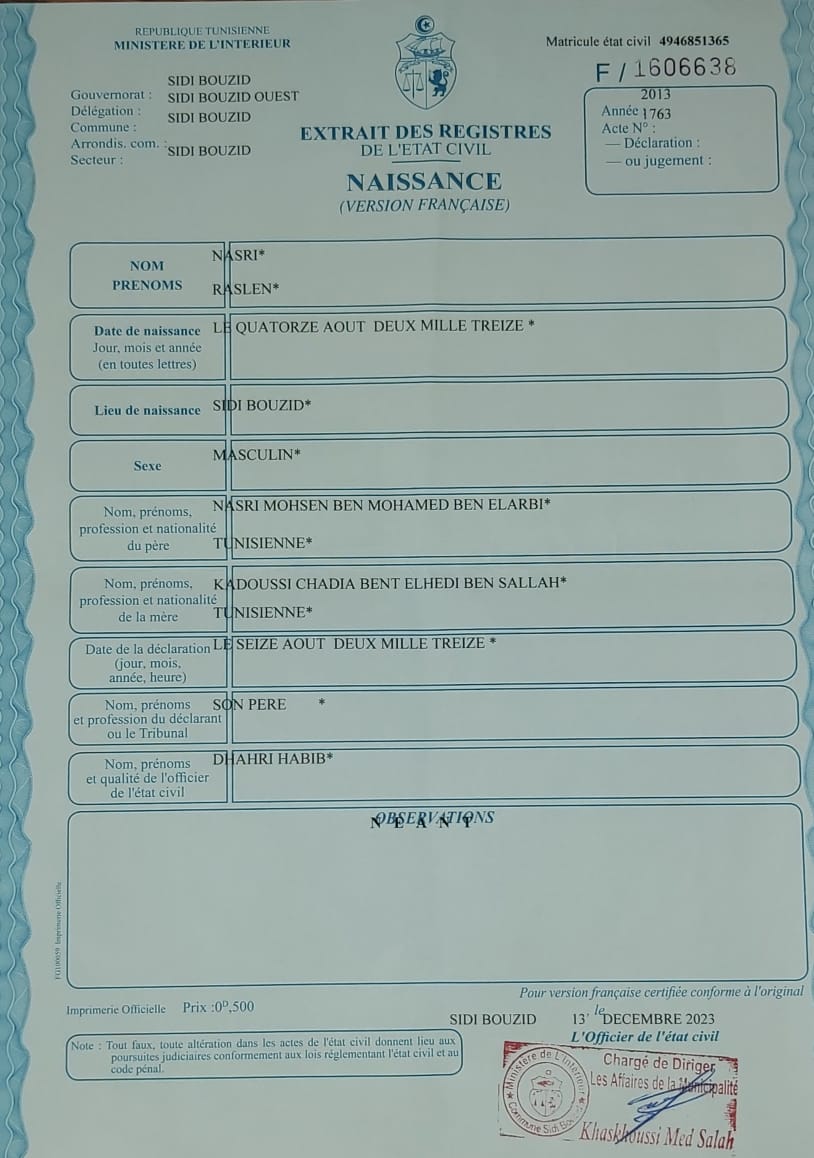 REPUBLIQUE TUNISIENNE
MINISTERE DE L'INTERIEUR
Matricule état civil 4946851365
F / 1606638
Gouvernorat : SIDI BOUZID
Délégation : SIDI BOUZID OUEST
Commune : SIDI BOUZID
Arrondis. com. :
Secteur : SIDI BOUZID
2013
Année 1763
Acte N° :
— Déclaration :
— ou jugement :
EXTRAIT DES REGISTRES
DE L'ETAT CIVIL
NAISSANCE
(VERSION FRANÇAISE)
NOM NASRI*
PRENOMS RASLEN*
Date de naissance LE QUATORZE AOUT DEUX MILLE TREIZE *
Jour, mois et année
(en toutes lettres)
Lieu de naissance SIDI BOUZID*
Sexe MASCULIN*
Nom, prénoms, NASRI MOHSEN BEN MOHAMED BEN ELARBI*
profession et nationalité
du père TUNISIENNE*
Nom, prénoms, KADOUSSI CHADIA BENT ELHEDI BEN SALLAH*
profession et nationalité
de la mère TUNISIENNE*
Date de la déclaration LE SEIZE AOUT DEUX MILLE TREIZE *
(jour, mois,
année, heure)
Nom, prénoms SON PERE *
et profession du déclarant
ou le Tribunal
Nom, prénoms DHAHRI HABIB*
et qualité de l'officier
de l'état civil
OBSERVATIONS
N E A N T
FG100059 Imprimerie Officielle
Pour version française certifiée conforme à l'original
Imprimerie Officielle Prix :0ᴰ,500
SIDI BOUZID 13' le DECEMBRE 2023
L'Officier de l'état civil
Note : Tout faux, toute altération dans les actes de l'état civil donnent lieu aux
poursuites judiciaires conformement aux lois réglementant l'état civil et au
code pénal.
Ministere de L'Interieur
Commune Sidi Bouzid
Chargé de Diriger
Les Affaires de la Municipalité
Khaskhoussi Med Salah